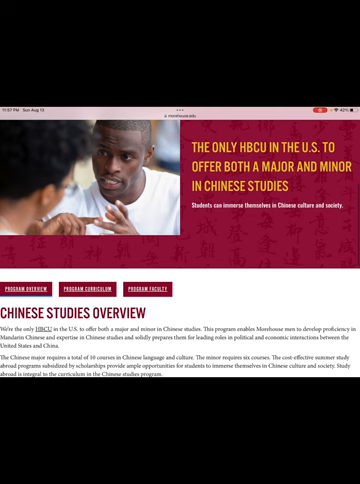 11:57 PM Sun Aug 13
42%
morehouse.edu
THE ONLY HBCU IN THE U.S. TO
OFFER BOTH A MAJOR AND MINOR
IN CHINESE STUDIES
Students can immerse themselves in Chinese culture and society.
PROGRAM OVERVIEW PROGRAM CURRICULUM PROGRAM FACULTY
CHINESE STUDIES OVERVIEW
We're the only HBCU in the U.S. to offer both a major and minor in Chinese studies. This program enables Morehouse men to develop proficiency in
Mandarin Chinese and expertise in Chinese studies and solidly prepares them for leading roles in political and economic interactions between the
United States and China.
The Chinese major requires a total of 10 courses in Chinese language and culture. The minor requires six courses. The cost-effective summer study
abroad programs subsidized by scholarships provide ample opportunities for students to immerse themselves in Chinese culture and society. Study
abroad is integral to the curriculum in the Chinese studies program.